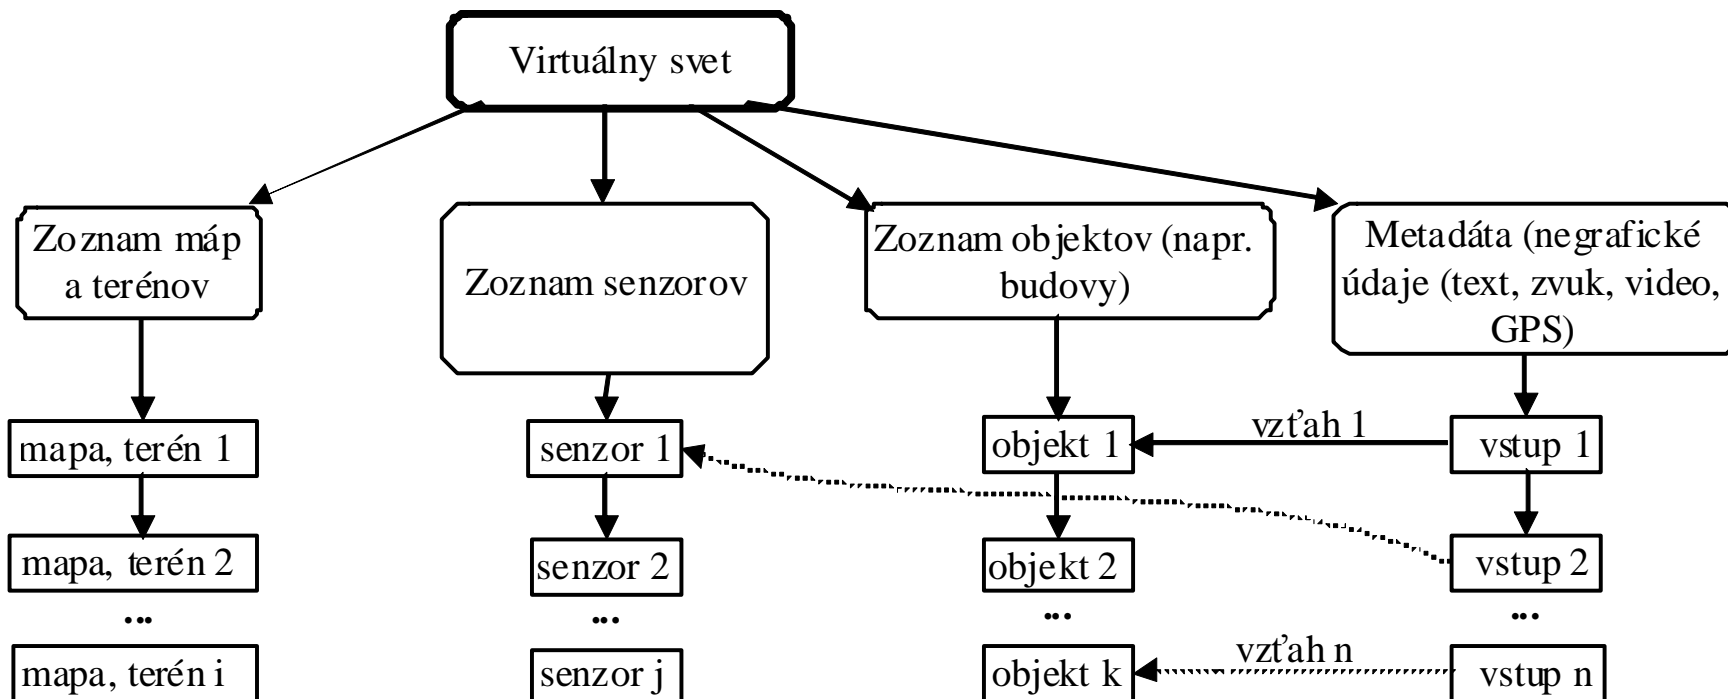 Virtuálny svet
Zoznam máp
a terénov
Zoznam senzorov
Zoznam objektov (napr.
budovy)
Metadáta (negrafické
údaje (text, zvuk, video,
GPS)
mapa, terén 1
senzor 1
objekt 1
vzťah 1
vstup 1
mapa, terén 2
senzor 2
objekt 2
vstup 2
...
...
...
...
mapa, terén i
senzor j
objekt k
vzťah n
vstup n